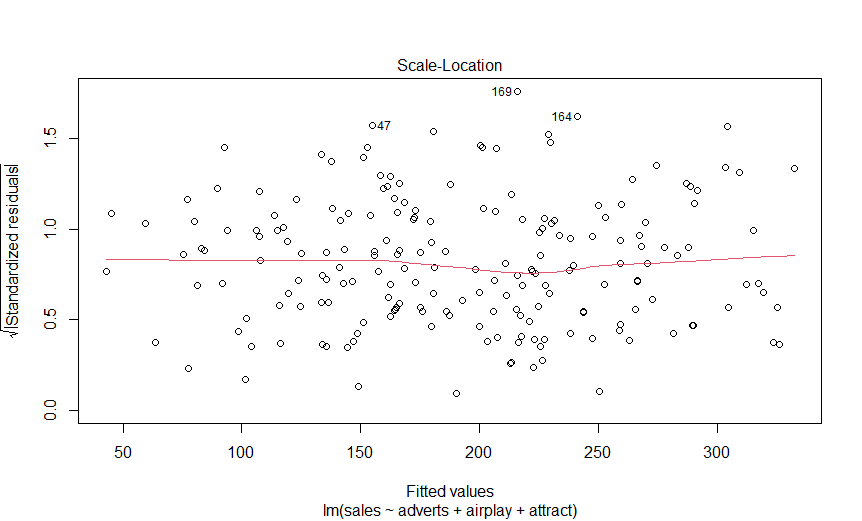 Scale-Location
√|Standardized residuals|
0.0 0.5 1.0 1.5
169
164
47
50 100 150 200 250 300
Fitted values
lm(sales ~ adverts + airplay + attract)